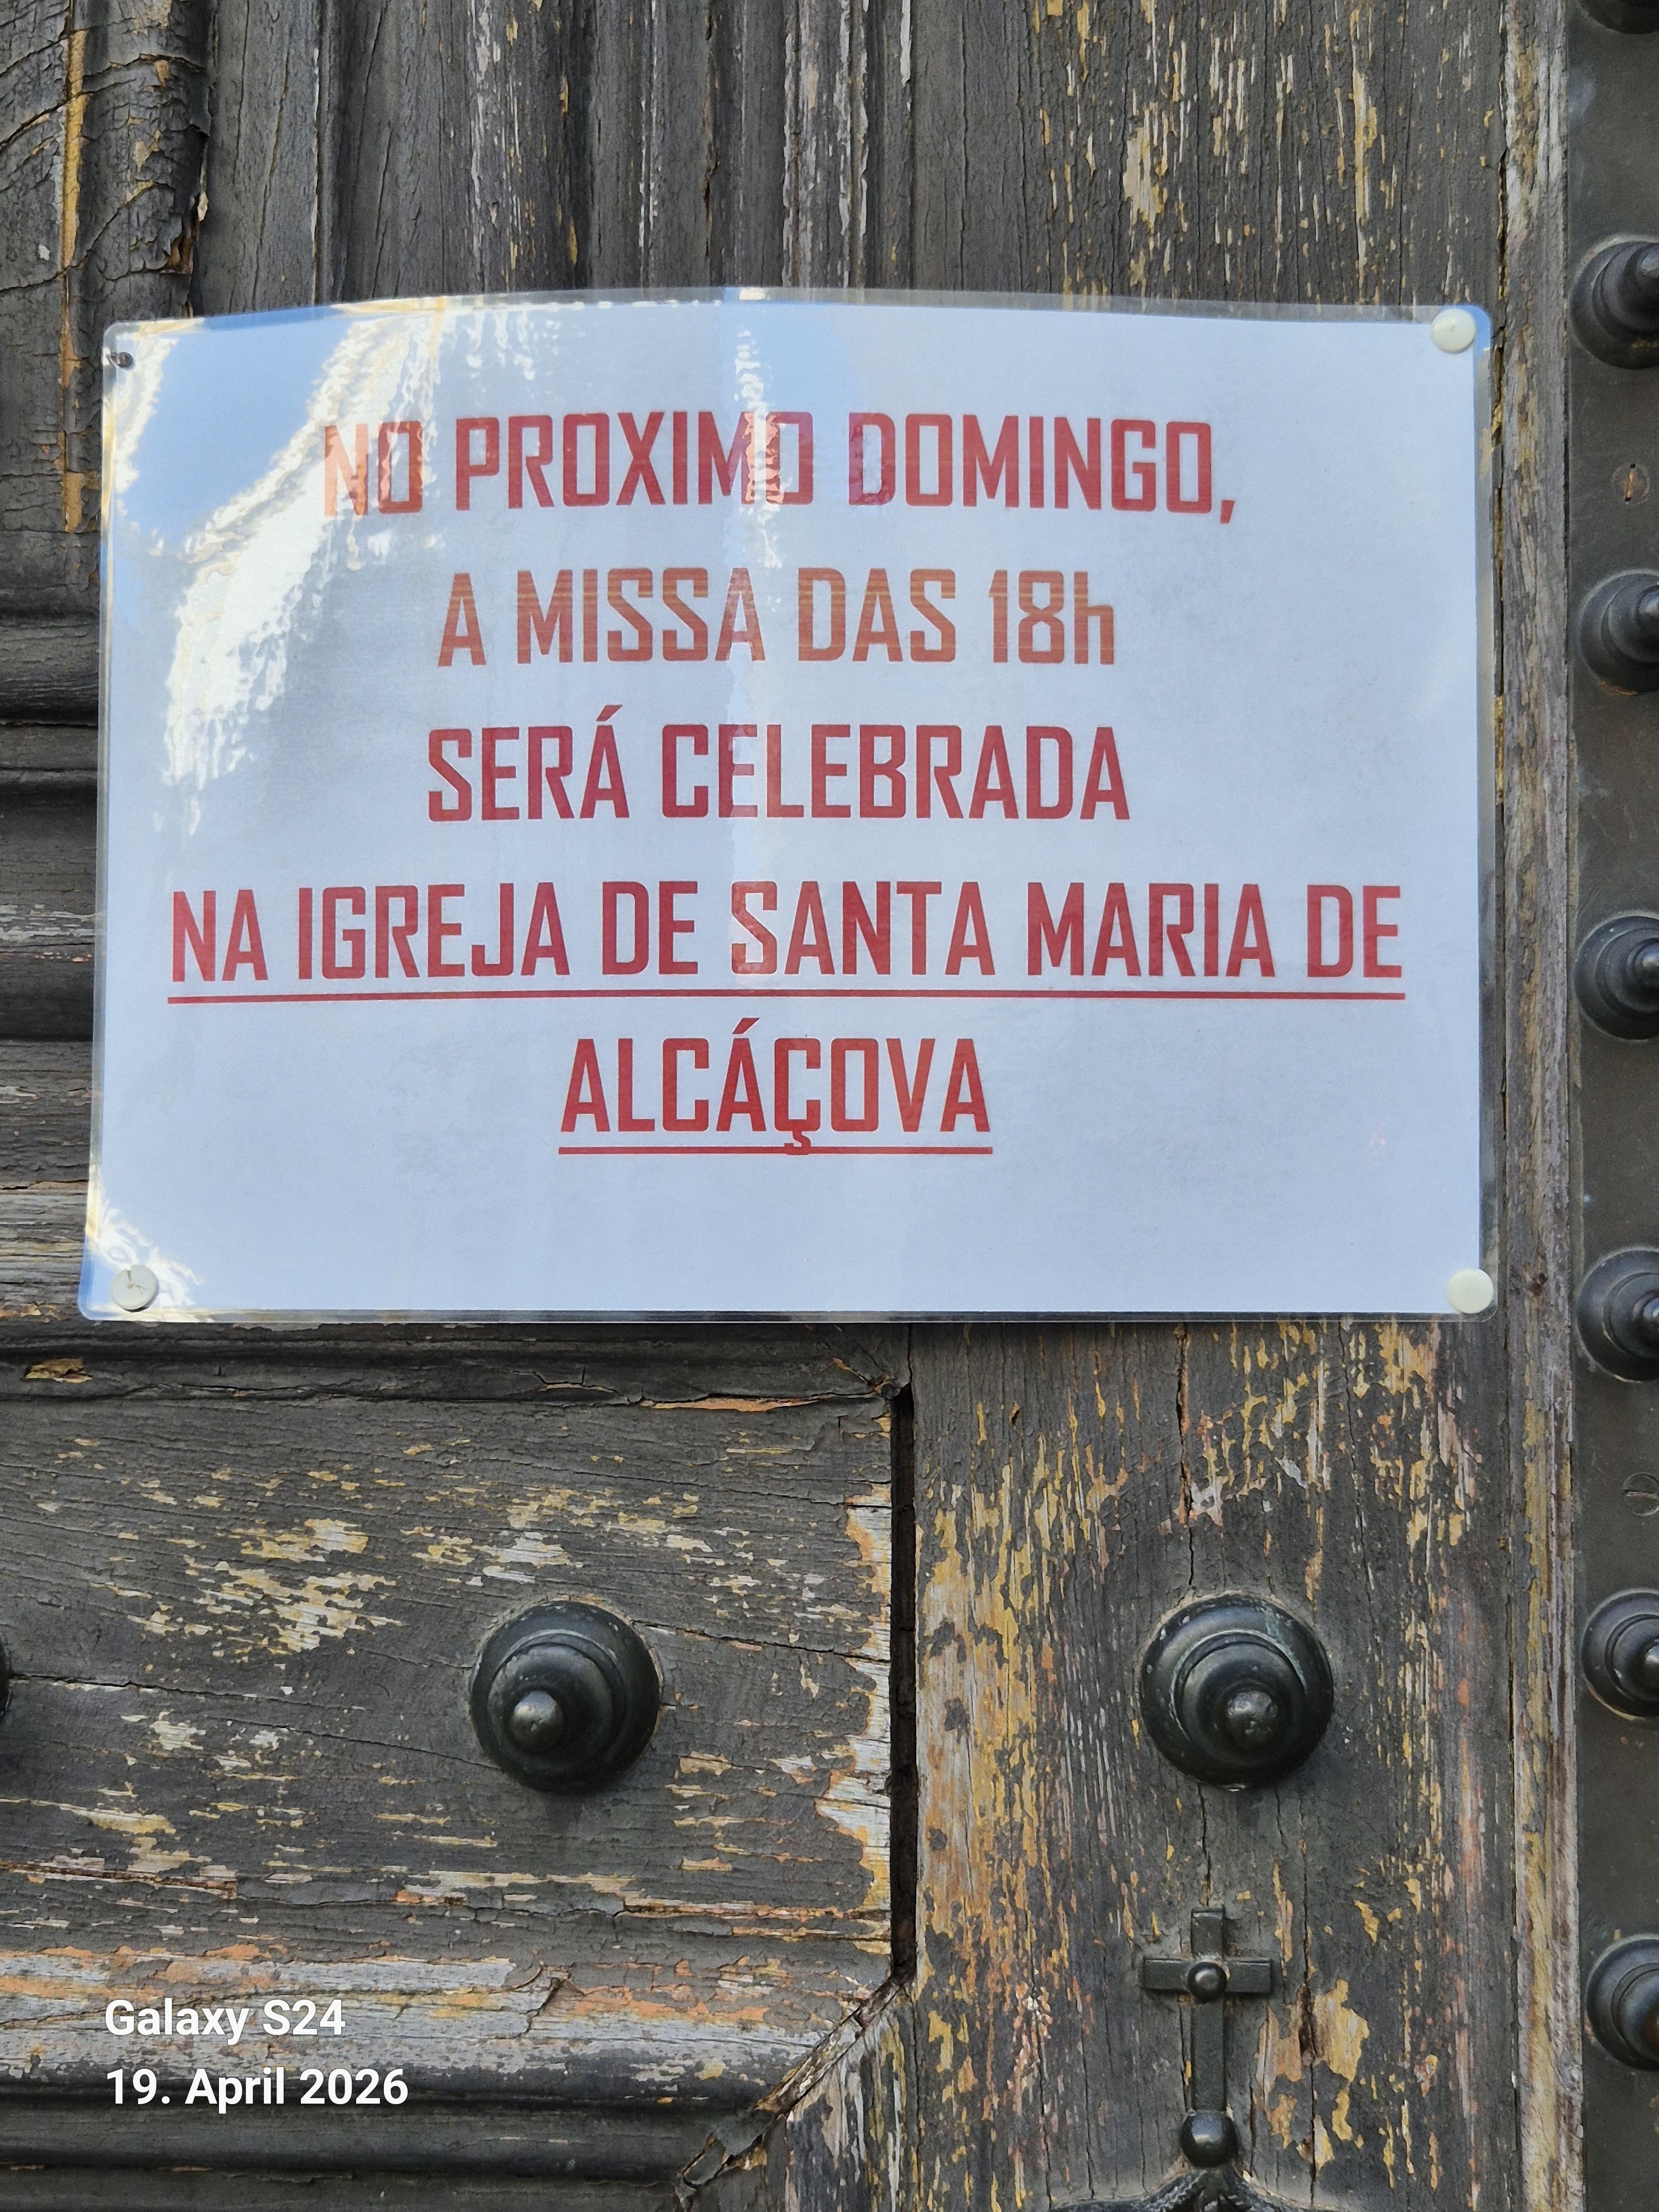 NO PROXIMO DOMINGO,
A MISSA DAS 18h
SERÁ CELEBRADA
NA IGREJA DE SANTA MARIA DE
ALCÁÇOVA
Galaxy S24
19. April 2026